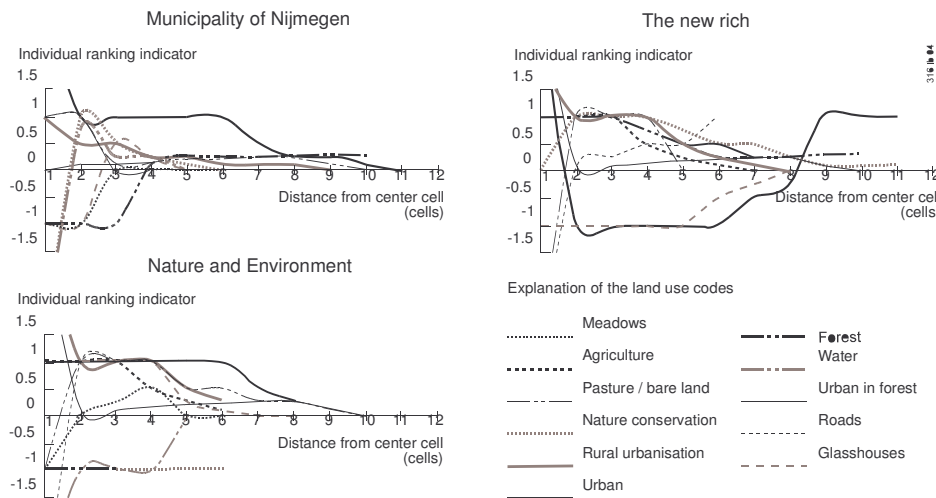 Municipality of Nijmegen
Individual ranking indicator
1.5
1
0.5
0
-0.5
-1
-1.5
1 2 3 4 5 6 7 8 9 10 11 12
Distance from center cell
(cells)
The new rich
Individual ranking indicator
1.5
1
0.5
0
-0.5
-1
-1.5
1 2 3 4 5 6 7 8 9 10 11 12
Distance from center cell
(cells)
Nature and Environment
Individual ranking indicator
1.5
1
0.5
0
-0.5
-1
-1.5
1 2 3 4 5 6 7 8 9 10 11 12
Distance from center cell
(cells)
Explanation of the land use codes
Meadows
Agriculture
Pasture / bare land
Nature conservation
Rural urbanisation
Urban
Forest
Water
Urban in forest
Roads
Glasshouses